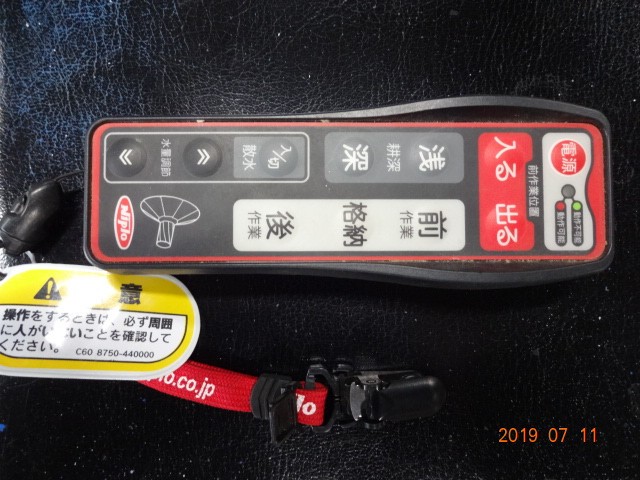 電源
動作不可能
動作可能
前作業位置
入る 出る
浅
耕深
深
前作業
格納
後作業
入/切
散水
水量調節
Niplo
意
操作をするときは、必ず周囲
に人がいないことを確認して
ください。
C60 8750-440000
lo.co.jp
lo
2019 07 11